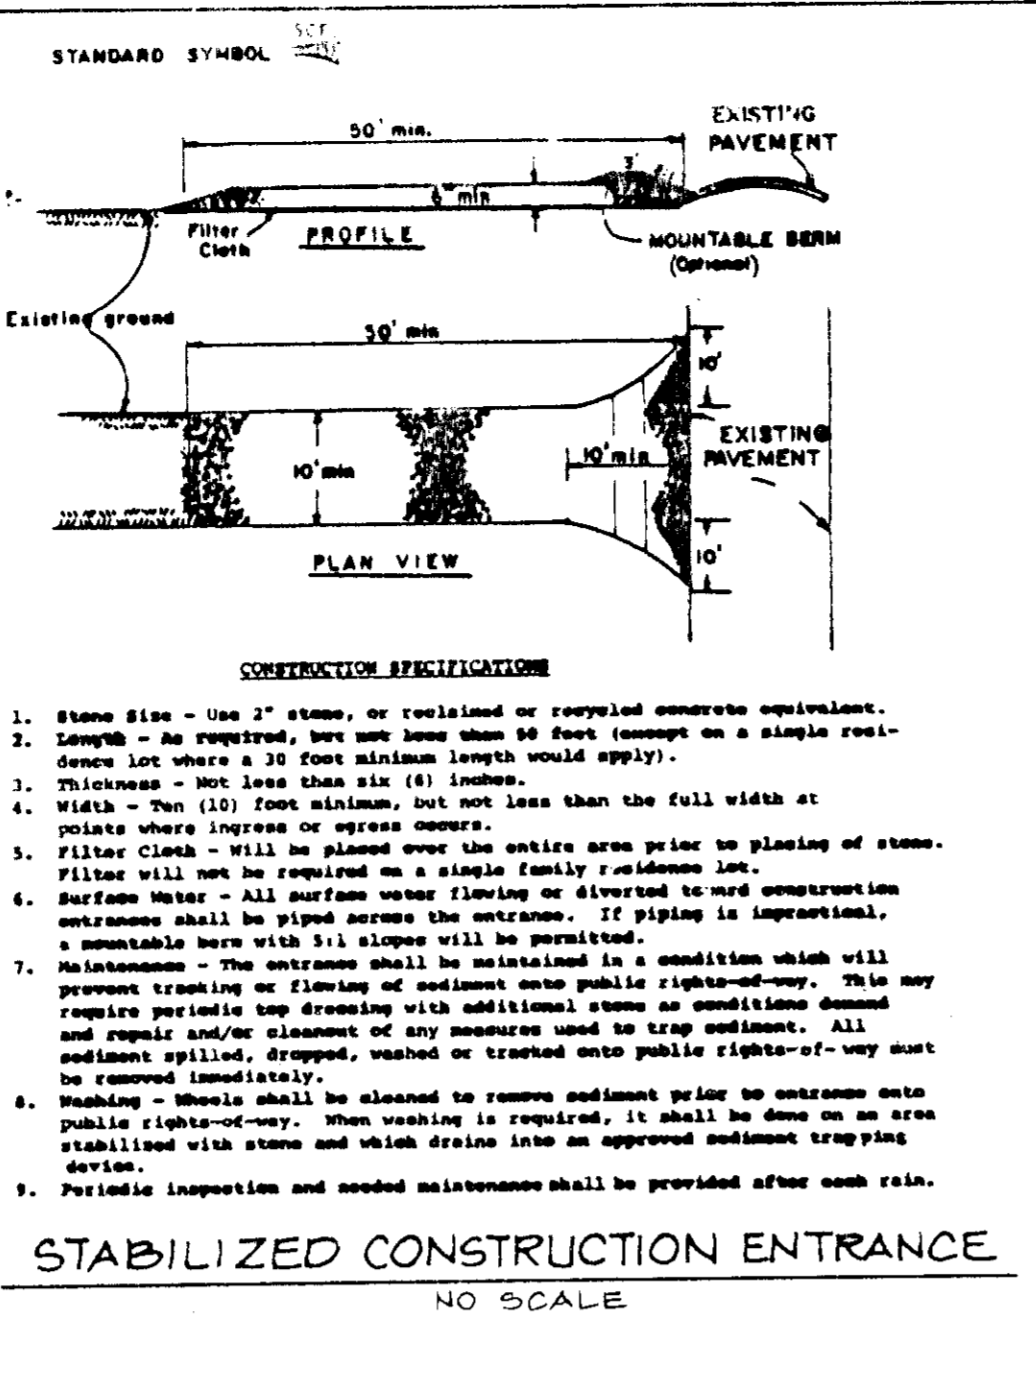 STANDARD SYMBOL
EXISTING
PAVEMENT
50' min.
3'
6" min
Filter
Cloth
PROFILE
MOUNTABLE BERM
(Optional)
Existing ground
50' min
10'
EXISTING
PAVEMENT
10' min
10' min
10'
PLAN VIEW
CONSTRUCTION SPECIFICATIONS
1. Stone Size - Use 2" stone, or reclaimed or recycled concrete equivalent.
2. Length - As required, but not less than 50 feet (except on a single resi-
dence lot where a 30 foot minimum length would apply).
3. Thickness - Not less than six (6) inches.
4. Width - Ten (10) foot minimum, but not less than the full width at
points where ingress or egress occurs.
5. Filter Cloth - Will be placed over the entire area prior to placing of stone.
Filter will not be required on a single family residence lot.
6. Surface Water - All surface water flowing or diverted toward construction
entrances shall be piped across the entrance. If piping is impractical,
a mountable berm with 5:1 slopes will be permitted.
7. Maintenance - The entrance shall be maintained in a condition which will
prevent tracking or flowing of sediment onto public rights-of-way. This may
require periodic top dressing with additional stone as conditions demand
and repair and/or cleanout of any measures used to trap sediment. All
sediment spilled, dropped, washed or tracked onto public rights-of-way must
be removed immediately.
8. Washing - Wheels shall be cleaned to remove sediment prior to entrance onto
public rights-of-way. When washing is required, it shall be done on an area
stabilized with stone and which drains into an approved sediment trapping
device.
9. Periodic inspection and needed maintenance shall be provided after each rain.
STABILIZED CONSTRUCTION ENTRANCE
NO SCALE